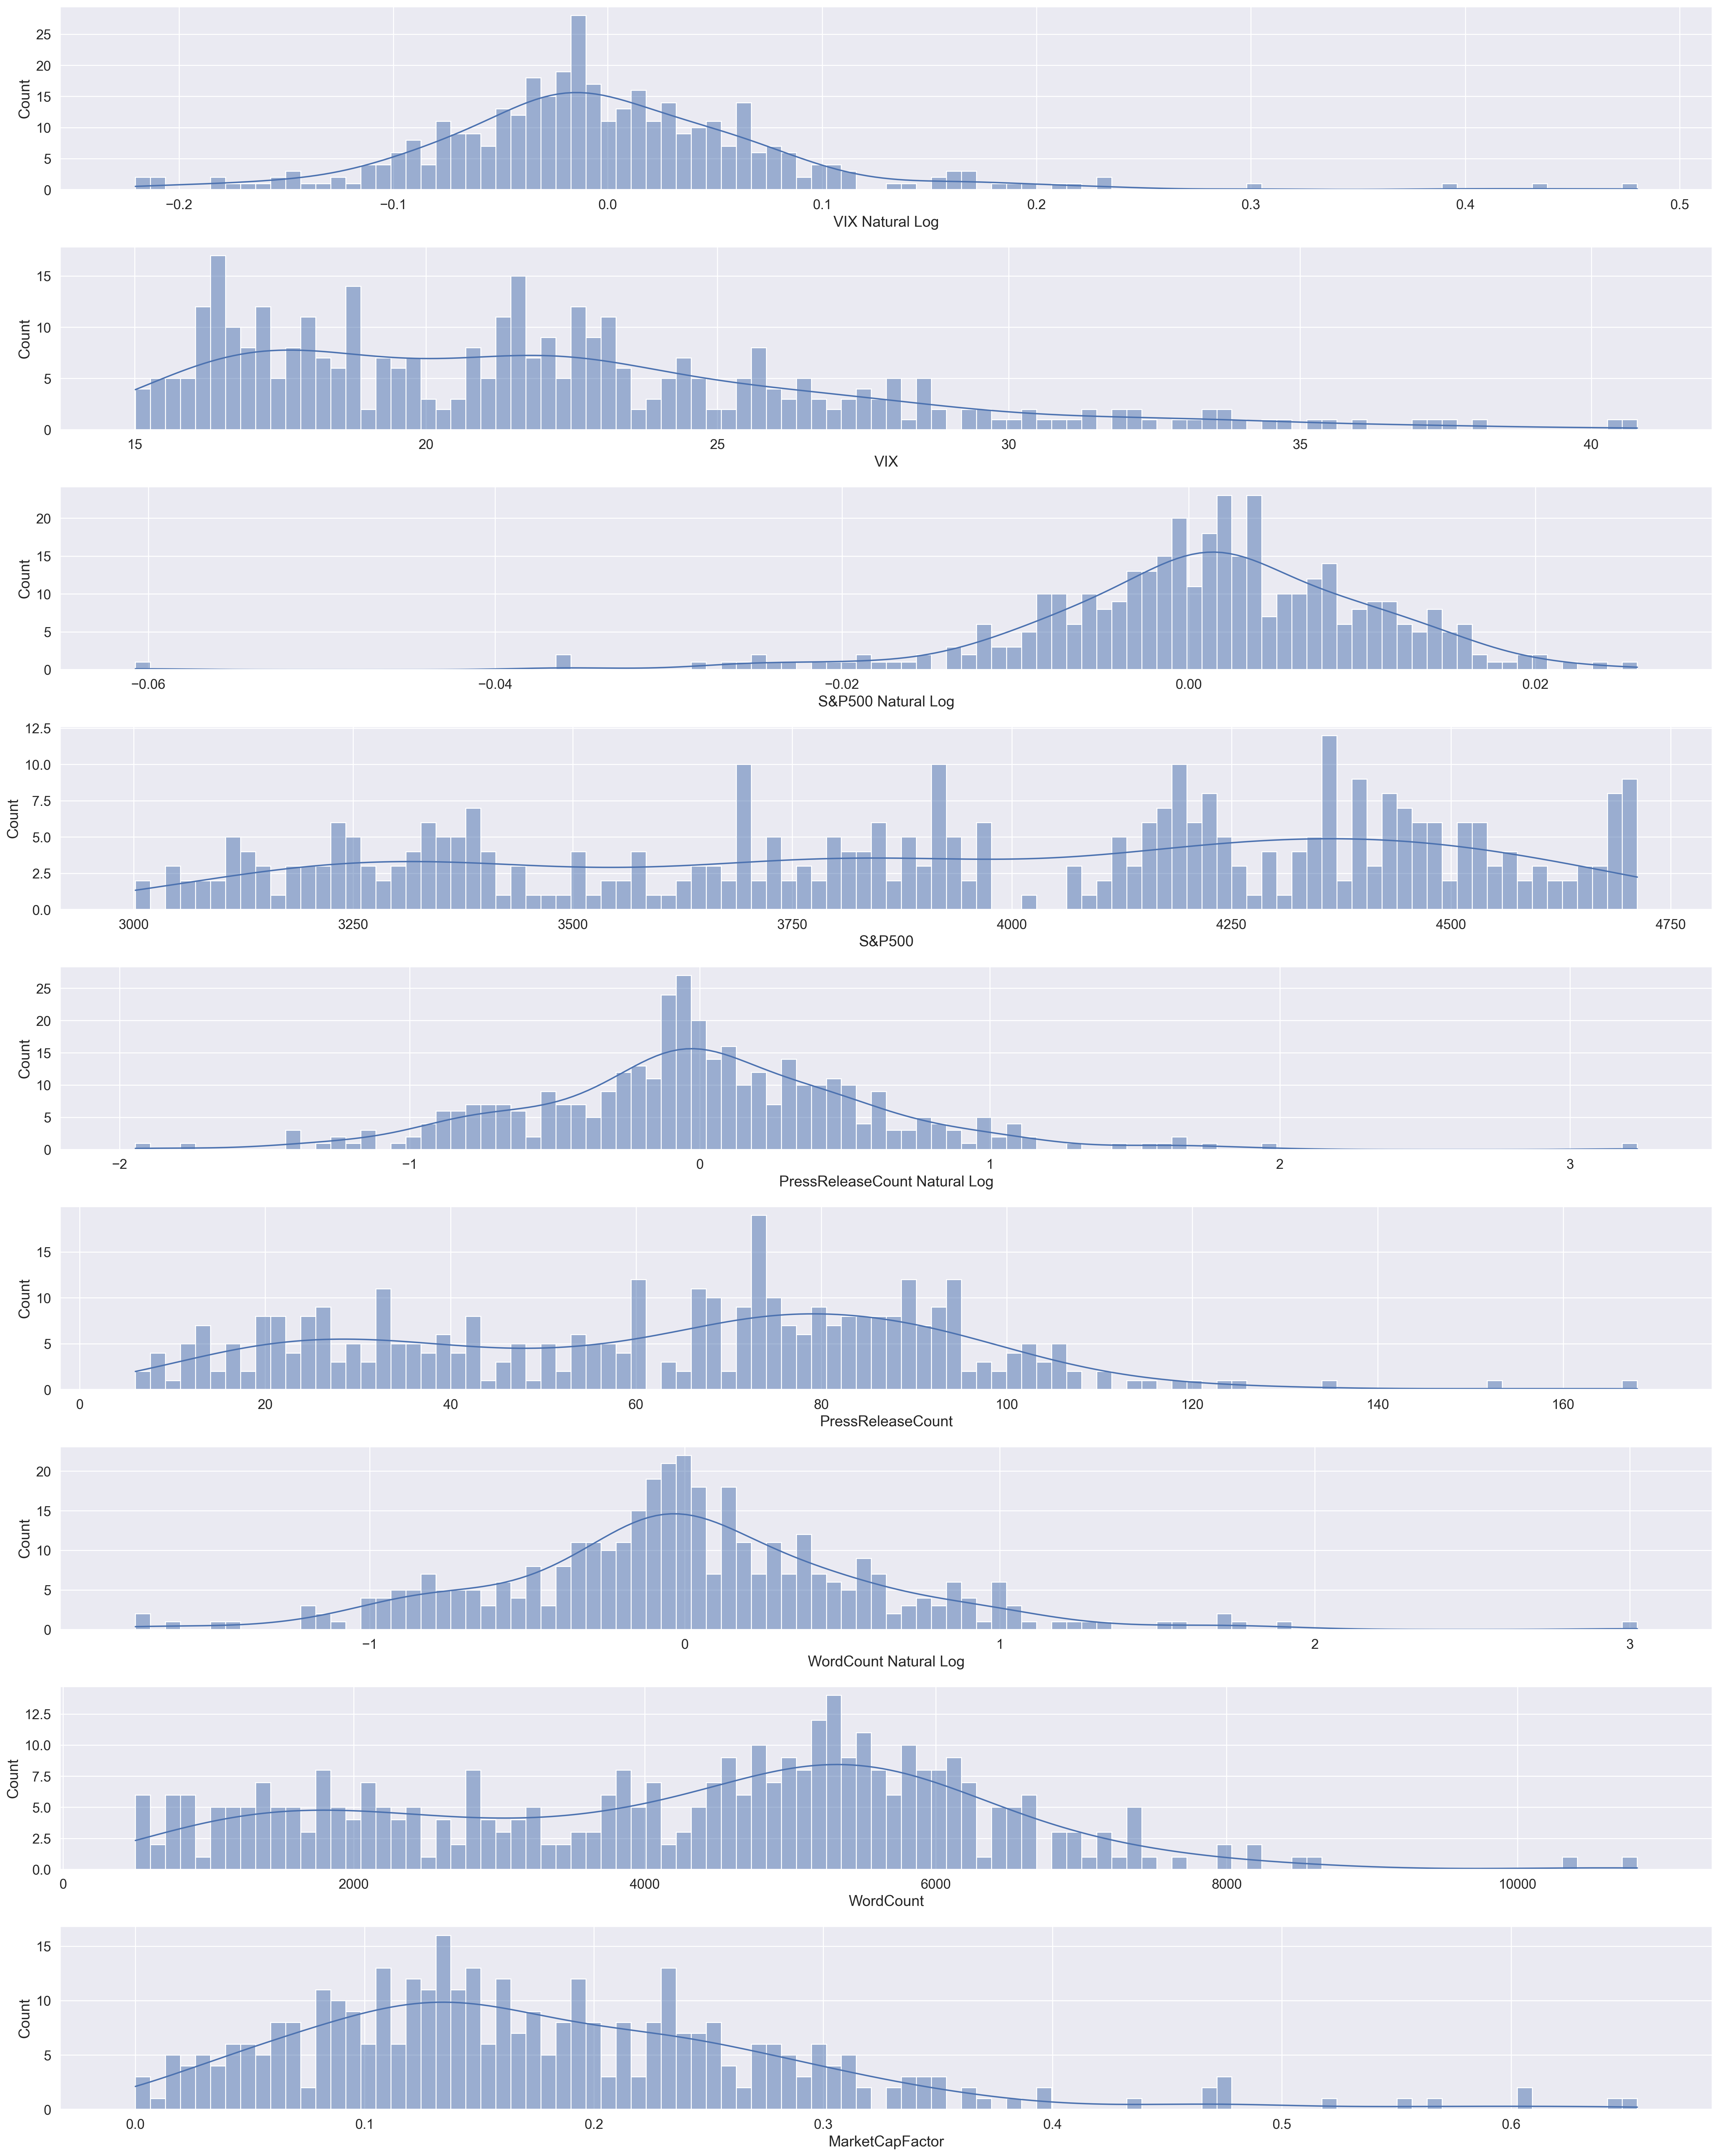 Count
25
20
15
10
5
0
−0.2 −0.1 0.0 0.1 0.2 0.3 0.4 0.5
VIX Natural Log
Count
15
10
5
0
15 20 25 30 35 40
VIX
Count
20
15
10
5
0
−0.06 −0.04 −0.02 0.00 0.02
S&P500 Natural Log
Count
12.5
10.0
7.5
5.0
2.5
0.0
3000 3250 3500 3750 4000 4250 4500 4750
S&P500
Count
25
20
15
10
5
0
−2 −1 0 1 2 3
PressReleaseCount Natural Log
Count
15
10
5
0
0 20 40 60 80 100 120 140 160
PressReleaseCount
Count
20
15
10
5
0
−1 0 1 2 3
WordCount Natural Log
Count
12.5
10.0
7.5
5.0
2.5
0.0
0 2000 4000 6000 8000 10000
WordCount
Count
15
10
5
0
0.0 0.1 0.2 0.3 0.4 0.5 0.6
MarketCapFactor